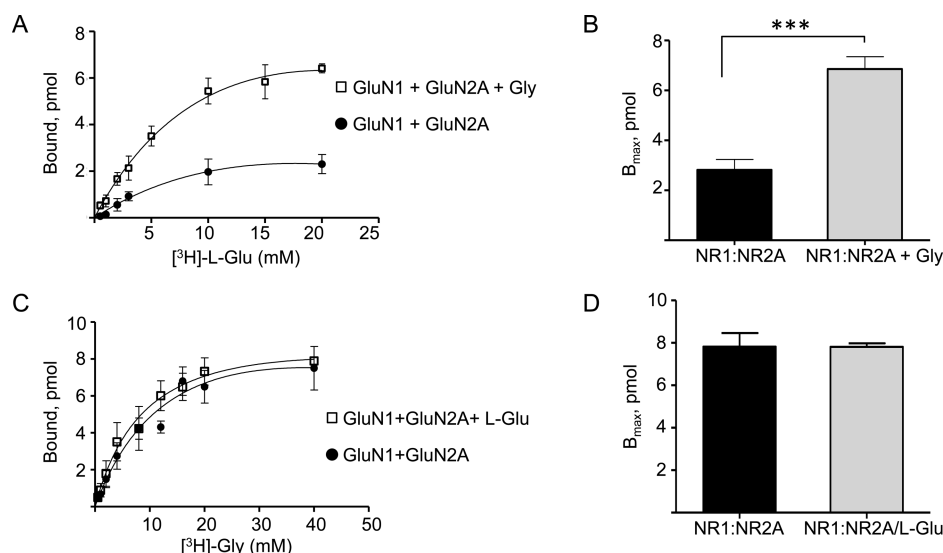 A
Bound, pmol
8
6
4
2
5
10
15
20
25
[³H]-L-Glu (mM)
GluN1 + GluN2A + Gly
GluN1 + GluN2A
B
***
Bmax, pmol
8
6
4
2
NR1:NR2A
NR1:NR2A + Gly
C
Bound, pmol
10
8
6
4
2
10
20
30
40
50
[³H]-Gly (mM)
GluN1+GluN2A+ L-Glu
GluN1+GluN2A
D
Bmax, pmol
10
8
6
4
2
NR1:NR2A
NR1:NR2A/L-Glu